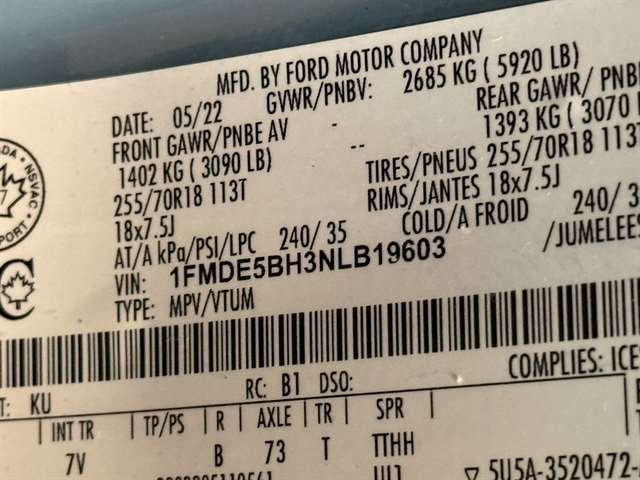 MFD. BY FORD MOTOR COMPANY
DATE: 05/22 GVWR/PNBV: 2685 KG ( 5920 LB)
FRONT GAWR/PNBE AV - REAR GAWR/ PNBE
1402 KG ( 3090 LB) -- 1393 KG ( 3070
255/70R18 113T TIRES/PNEUS 255/70R18 113T
18x7.5J RIMS/JANTES 18x7.5J
AT/A kPa/PSI/LPC 240/ 35 COLD/A FROID 240/
VIN: 1FMDE5BH3NLB19603 /JUMELEES
TYPE: MPV/VTUM
NSVAC
PORT
COMPLIES: ICE
T: KU RC: B1 DSO:
INT TR TP/PS R AXLE TR SPR
7V B 73 T TTHH
5U5A-3520472-